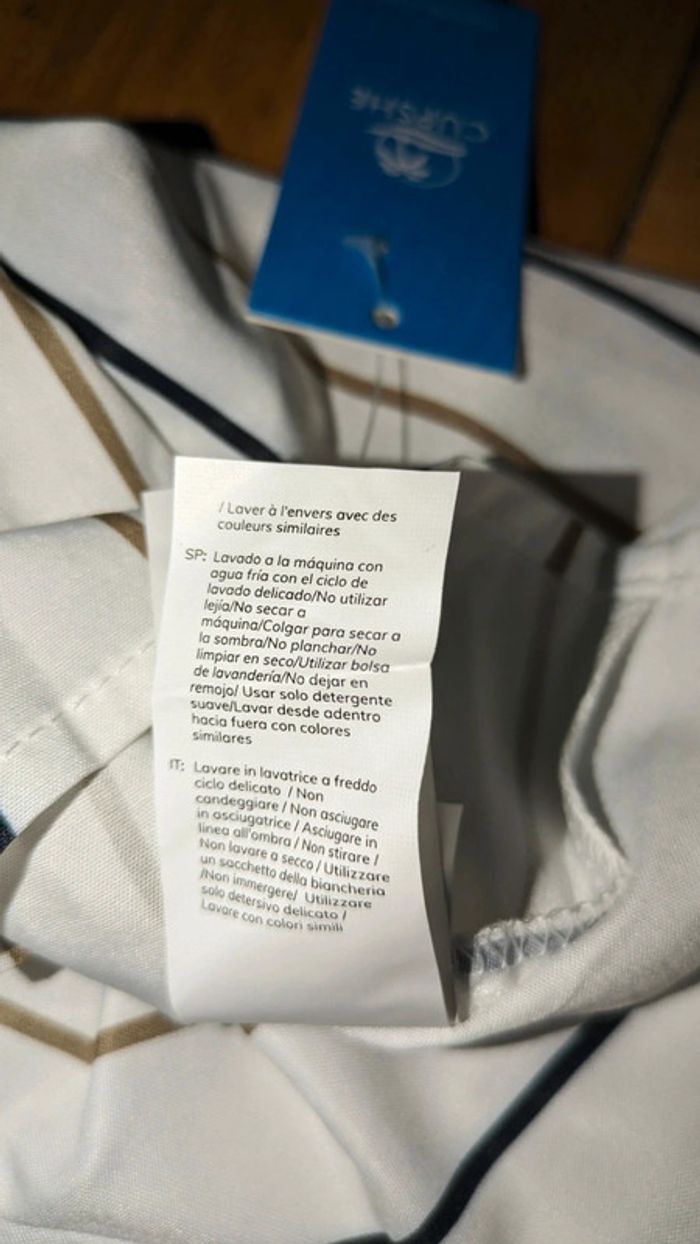 CUPSHE
/ Laver à l'envers avec des
couleurs similaires
SP: Lavado a la máquina con
agua fría con el ciclo de
lavado delicado/No utilizar
lejía/No secar a
máquina/Colgar para secar a
la sombra/No planchar/No
limpiar en seco/Utilizar bolsa
de lavandería/No dejar en
remojo/ Usar solo detergente
suave/Lavar desde adentro
hacia fuera con colores
similares
IT: Lavare in lavatrice a freddo
ciclo delicato / Non
candeggiare / Non asciugare
in asciugatrice / Asciugare in
linea all'ombra / Non stirare /
Non lavare a secco / Utilizzare
un sacchetto della biancheria
/Non immergere/ Utilizzare
solo detersivo delicato /
Lavare con colori simili